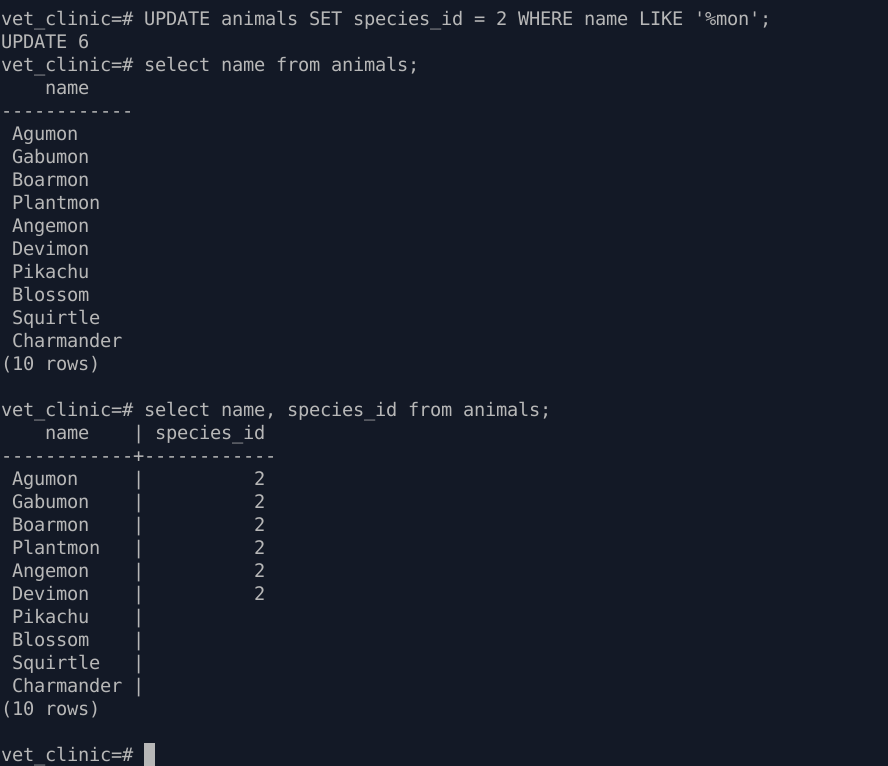 vet_clinic=# UPDATE animals SET species_id = 2 WHERE name LIKE '%mon';
UPDATE 6
vet_clinic=# select name from animals;
    name
------------
 Agumon
 Gabumon
 Boarmon
 Plantmon
 Angemon
 Devimon
 Pikachu
 Blossom
 Squirtle
 Charmander
(10 rows)

vet_clinic=# select name, species_id from animals;
    name    | species_id
------------+------------
 Agumon     |          2
 Gabumon    |          2
 Boarmon    |          2
 Plantmon   |          2
 Angemon    |          2
 Devimon    |          2
 Pikachu    |
 Blossom    |
 Squirtle   |
 Charmander |
(10 rows)

vet_clinic=#